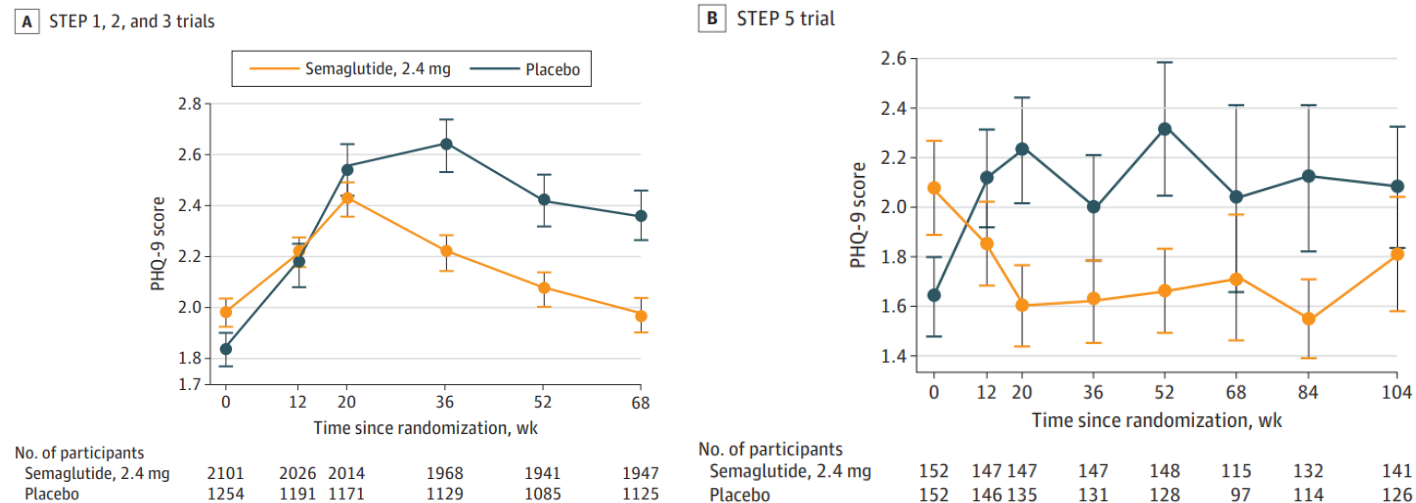 A STEP 1, 2, and 3 trials
Semaglutide, 2.4 mg Placebo
PHQ-9 score
2.8
2.6
2.4
2.2
2.0
1.8
1.7
0 12 20 36 52 68
Time since randomization, wk
No. of participants
Semaglutide, 2.4 mg 2101 2026 2014 1968 1941 1947
Placebo 1254 1191 1171 1129 1085 1125
B STEP 5 trial
PHQ-9 score
2.6
2.4
2.2
2.0
1.8
1.6
1.4
0 12 20 36 52 68 84 104
Time since randomization, wk
No. of participants
Semaglutide, 2.4 mg 152 147 147 147 148 115 132 141
Placebo 152 146 135 131 128 97 114 126